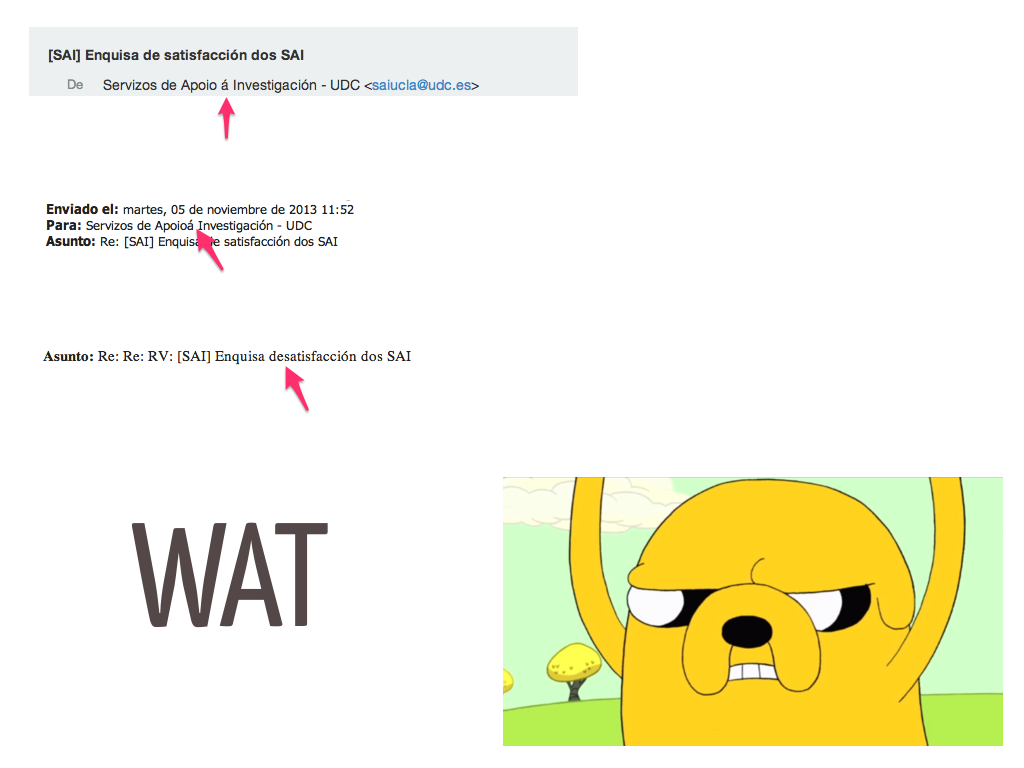 [SAI] Enquisa de satisfacción dos SAI
De Servizos de Apoio á Investigación - UDC <saiucla@udc.es>
Enviado el: martes, 05 de noviembre de 2013 11:52
Para: Servizos de Apoioá Investigación - UDC
Asunto: Re: [SAI] Enquisa de satisfacción dos SAI
Asunto: Re: Re: RV: [SAI] Enquisa desatisfacción dos SAI
WAT